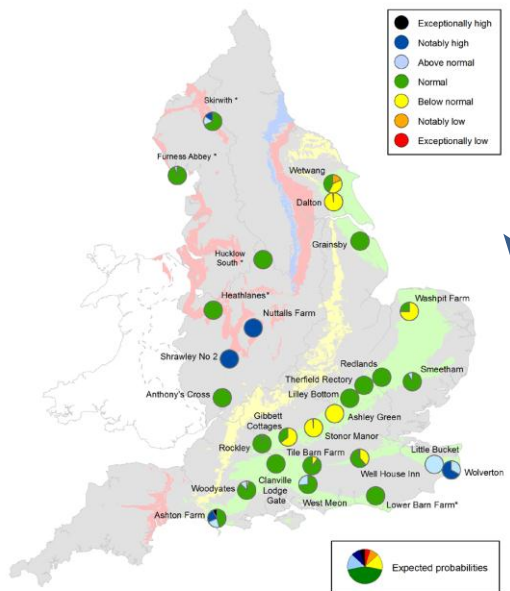 Exceptionally high
Notably high
Above normal
Normal
Below normal
Notably low
Exceptionally low
Skirwith *
Furness Abbey *
Wetwang
Dalton
Grainsby
Hucklow
South *
Heathlanes*
Nuttalls Farm
Washpit Farm
Shrawley No 2
Redlands
Therfield Rectory
Smeetham
Anthony's Cross
Lilley Bottom
Ashley Green
Gibbett
Cottages
Stonor Manor
Little Bucket
Rockley
Tile Barn Farm
Well House Inn
Wolverton
Woodyates
Clanville
Lodge
Gate
West Meon
Lower Barn Farm*
Ashton Farm
Expected probabilities